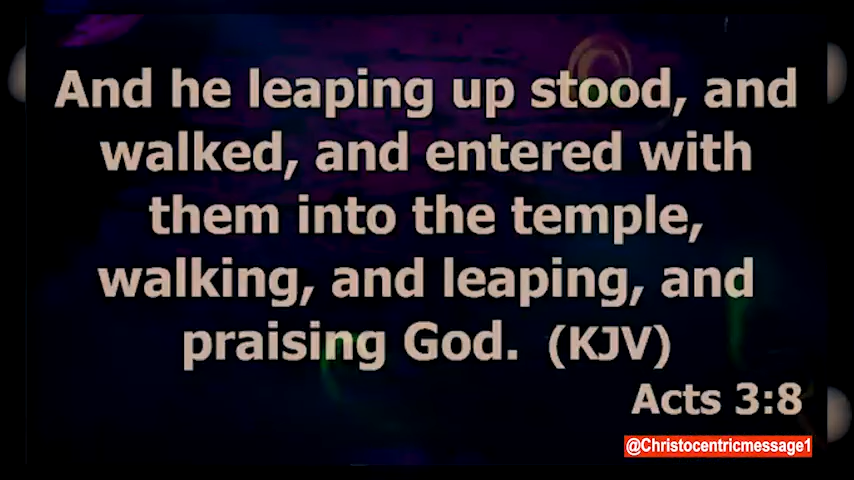 And he leaping up stood, and
walked, and entered with
them into the temple,
walking, and leaping, and
praising God. (KJV)
Acts 3:8
@Christocentricmessage1